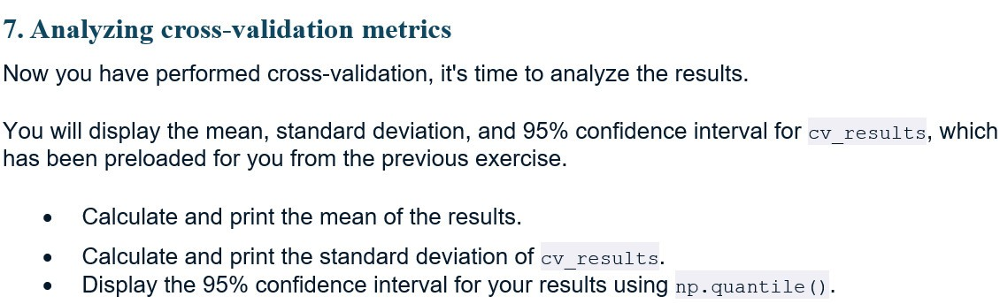 7. Analyzing cross-validation metrics
Now you have performed cross-validation, it's time to analyze the results.
You will display the mean, standard deviation, and 95% confidence interval for cv_results, which
has been preloaded for you from the previous exercise.
• Calculate and print the mean of the results.
• Calculate and print the standard deviation of cv_results.
• Display the 95% confidence interval for your results using np.quantile().